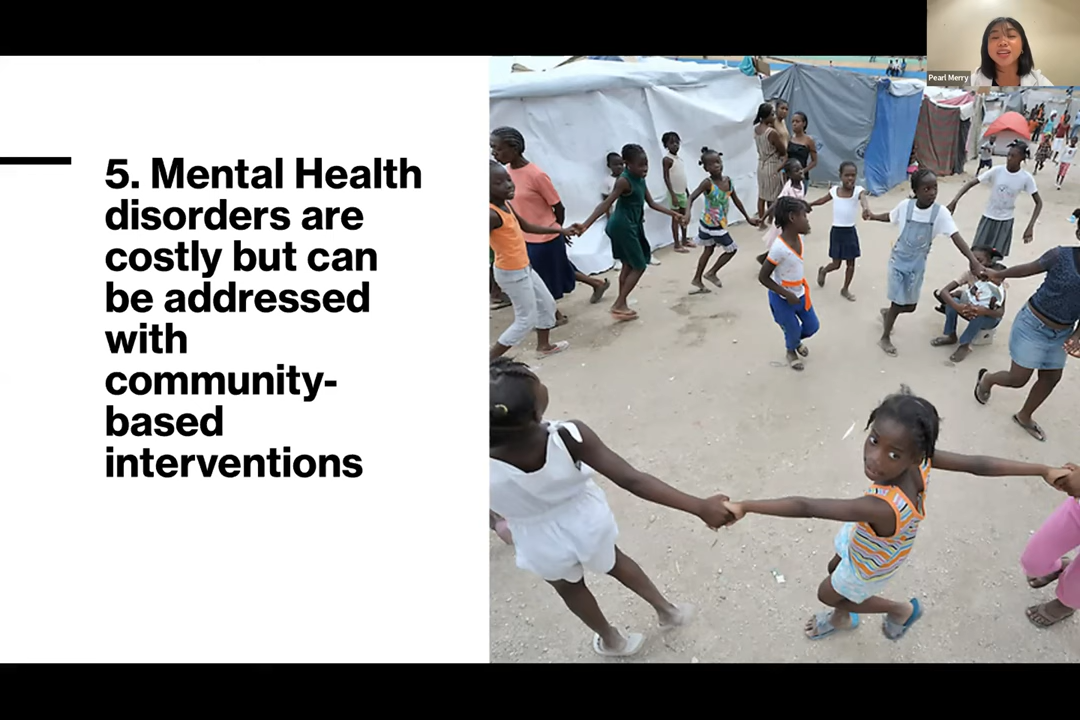 5. Mental Health
disorders are
costly but can
be addressed
with
community-
based
interventions
Pearl Merry